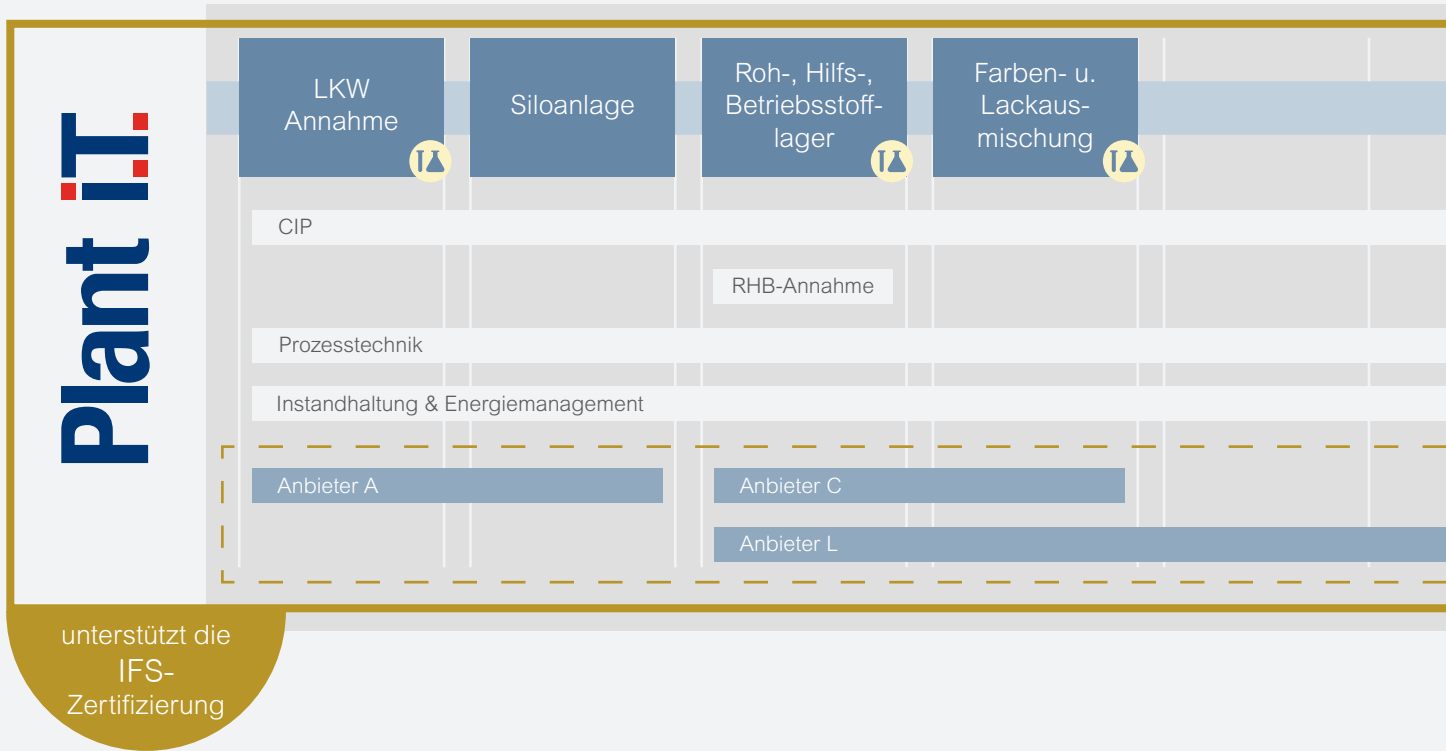 Plant i.T.
LKW
Annahme
Siloanlage
Roh-, Hilfs-,
Betriebsstoff-
lager
Farben- u.
Lackaus-
mischung
CIP
RHB-Annahme
Prozesstechnik
Instandhaltung & Energiemanagement
Anbieter A
Anbieter C
Anbieter L
unterstützt die
IFS-
Zertifizierung